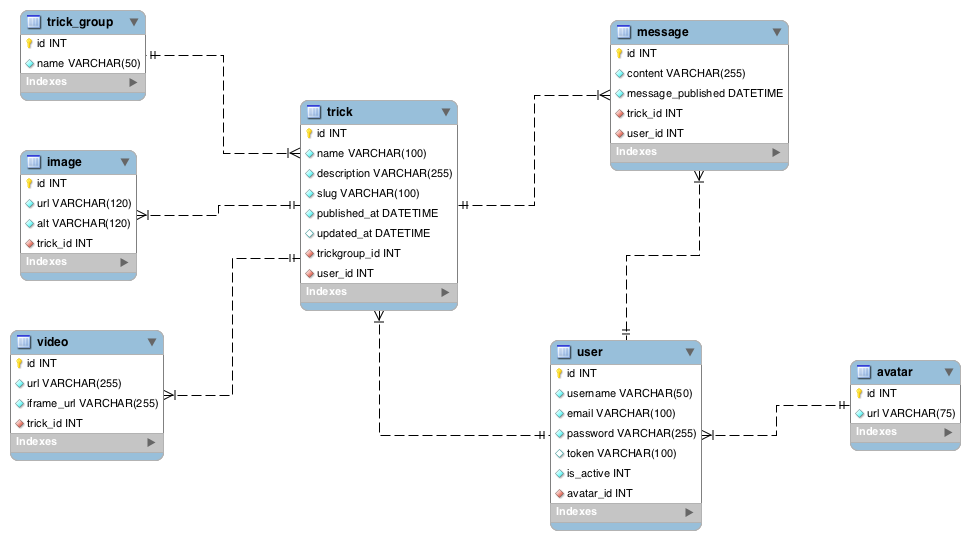 trick_group
id INT
name VARCHAR(50)
Indexes
image
id INT
url VARCHAR(120)
alt VARCHAR(120)
trick_id INT
Indexes
video
id INT
url VARCHAR(255)
iframe_url VARCHAR(255)
trick_id INT
Indexes
trick
id INT
name VARCHAR(100)
description VARCHAR(255)
slug VARCHAR(100)
published_at DATETIME
updated_at DATETIME
trickgroup_id INT
user_id INT
Indexes
message
id INT
content VARCHAR(255)
message_published DATETIME
trick_id INT
user_id INT
Indexes
user
id INT
username VARCHAR(50)
email VARCHAR(100)
password VARCHAR(255)
token VARCHAR(100)
is_active INT
avatar_id INT
Indexes
avatar
id INT
url VARCHAR(75)
Indexes